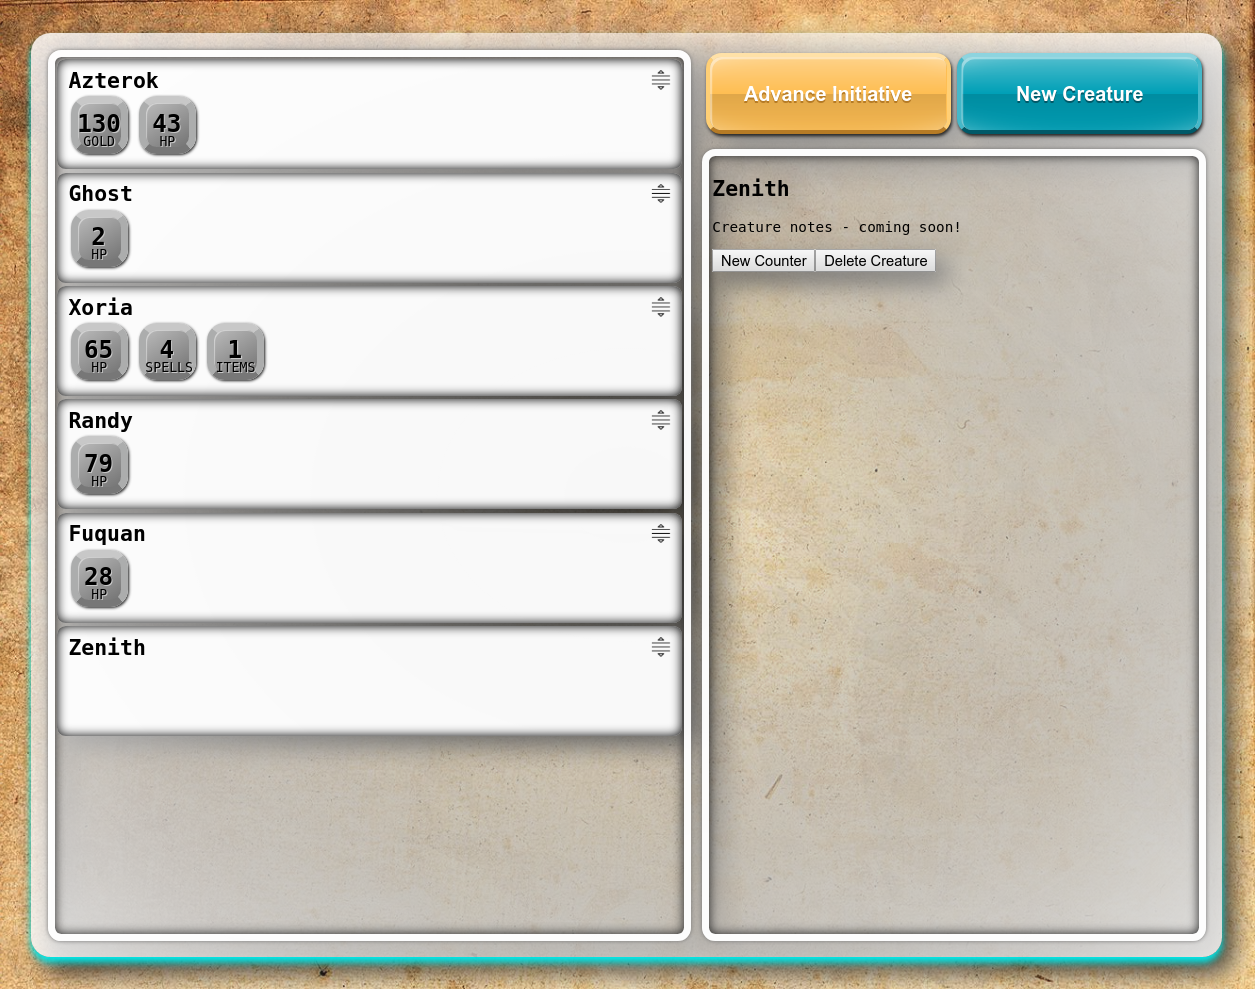 Azterok
130
GOLD
43
HP
Ghost
2
HP
Xoria
65
HP
4
SPELLS
1
ITEMS
Randy
79
HP
Fuquan
28
HP
Zenith
Advance Initiative
New Creature
Zenith
Creature notes - coming soon!
New Counter
Delete Creature